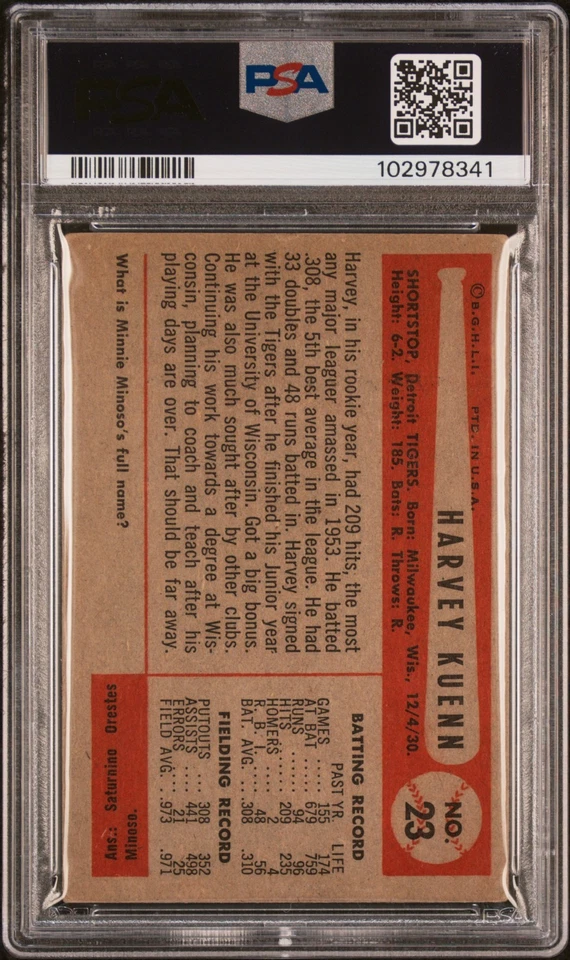 PSA
102978341
© B.G.H.L.I. PTD. IN U.S.A.
HARVEY KUENN
NO.
23
SHORTSTOP, Detroit TIGERS. Born: Milwaukee, Wis., 12/4/30.
Height: 6-2. Weight: 185. Bats: R. Throws: R.
Harvey, in his rookie year, had 209 hits, the most
any major leaguer amassed in 1953. He batted
.308, the 5th best average in the league. He had
33 doubles and 48 runs batted in. Harvey signed
with the Tigers after he finished his Junior year
at the University of Wisconsin. Got a big bonus.
He was also much sought after by other clubs.
Continuing his work towards a degree at Wis-
consin, planning to coach and teach after his
playing days are over. That should be far away.
BATTING RECORD
PAST YR. LIFE
GAMES .... 155 174
AT BAT .... 679 759
RUNS ...... 94 96
HITS ...... 209 235
HOMERS .. 2 4
R. B. I. .... 48 56
BAT. AVG. .. .308 .310
FIELDING RECORD
PUTOUTS .. 308 352
ASSISTS .... 441 498
ERRORS .... 21 25
FIELD AVG. .. .973 .971
What is Minnie Minoso's full name?
Ans.: Saturnino Orestes
Minoso.
PSA